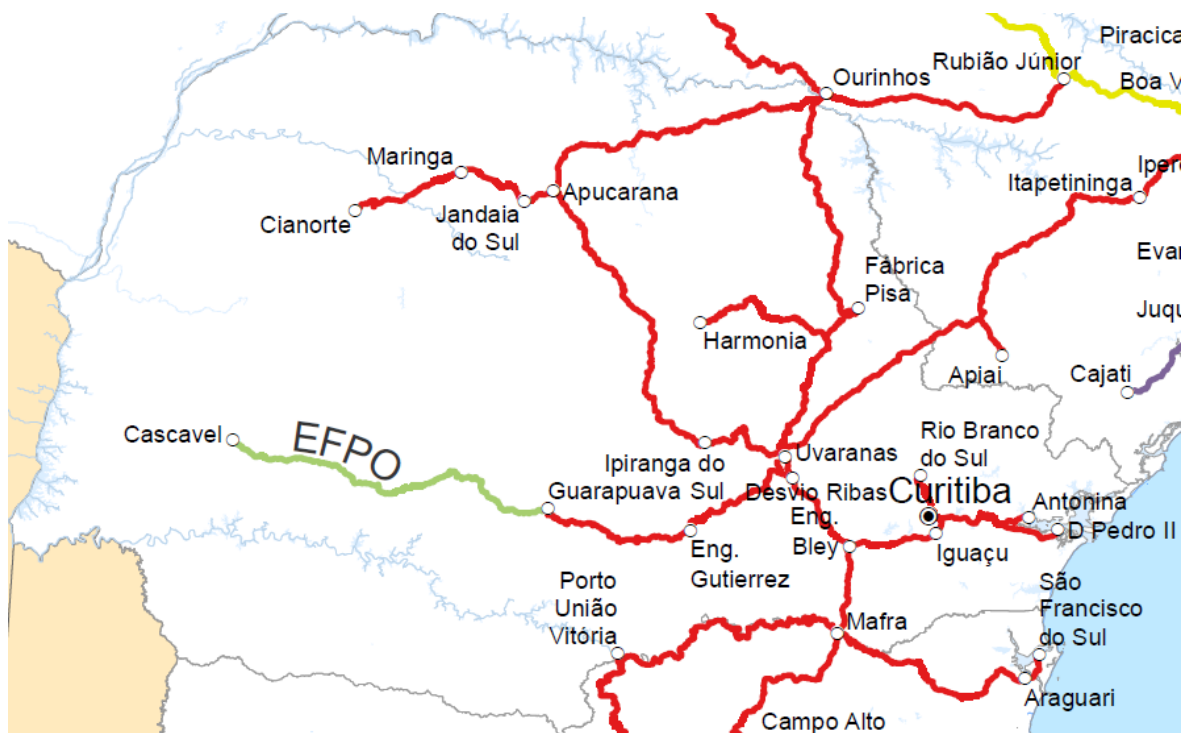 Piracica
Rubião Júnior
Boa V
Ourinhos
Maringa
Apucarana
Itapetininga
Iperó
Cianorte
Jandaia
do Sul
Evar
Fábrica
Pisa
Juqu
Harmonia
Apiai
Cajati
Cascavel
EFPO
Rio Branco
do Sul
Uvaranas
Ipiranga do
Guarapuava Sul
Desvio Ribas
Curitiba
Antonina
Eng.
Bley
D Pedro II
Iguaçu
Eng.
Gutierrez
Porto
União
Vitória
São
Francisco
do Sul
Mafra
Araguari
Campo Alto